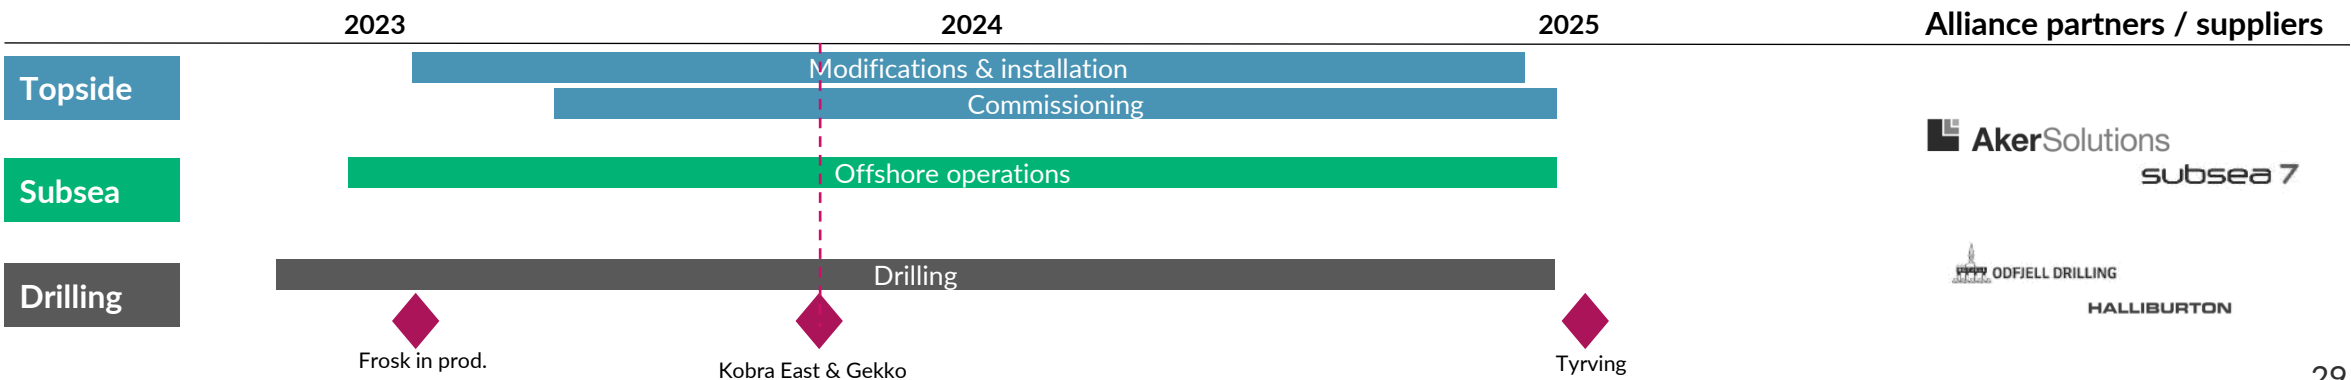 2023 2024 2025 Alliance partners / suppliers
Topside
Modifications & installation
Commissioning
AkerSolutions
subsea 7
Subsea
Offshore operations
Drilling
Drilling
ODFJELL DRILLING
HALLIBURTON
Frosk in prod.
Kobra East & Gekko
Tyrving
29